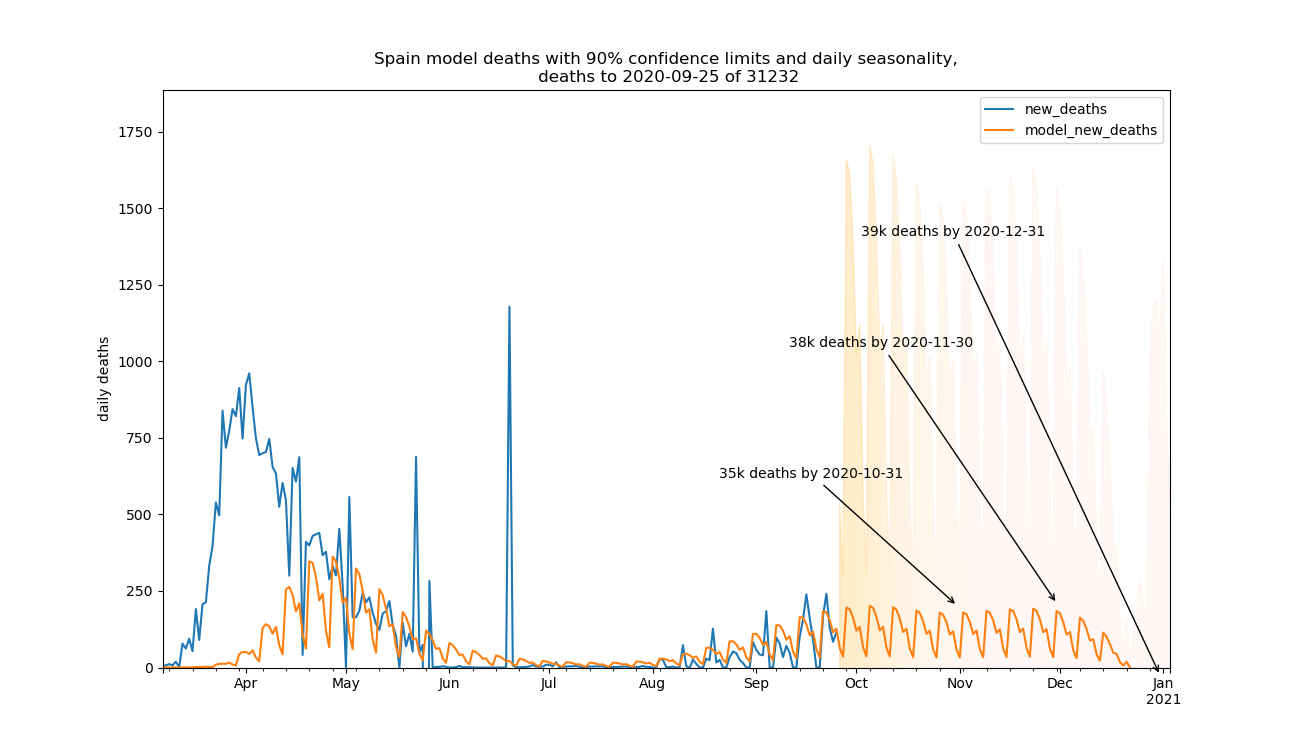 Spain model deaths with 90% confidence limits and daily seasonality,
deaths to 2020-09-25 of 31232
new_deaths
model_new_deaths
1750
1500
1250
1000
750
500
250
0
daily deaths
39k deaths by 2020-12-31
38k deaths by 2020-11-30
35k deaths by 2020-10-31
Apr May Jun Jul Aug Sep Oct Nov Dec Jan
2021